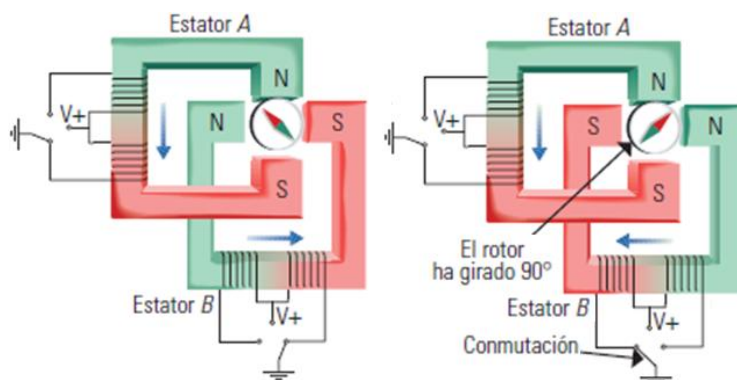 Estator A
N
N
S
V+
S
Estator B
V+
Estator A
N
S
N
V+
S
El rotor
ha girado 90°
Estator B
V+
Conmutación